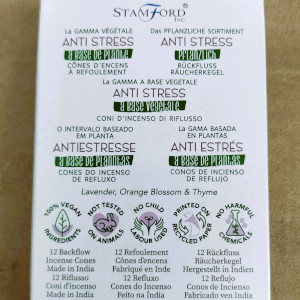 STAMFORD®
Inc.
La GAMMA VÉGÉTALE
ANTI STRESS
à Base de Plantes
CÔNES D'ENCENS
À REFOULEMENT
Das PFLANZLICHE SORTIMENT
ANTI STRESS
Pflanzlich
RÜCKFLUSS
RÄUCHERKEGEL
La GAMMA A BASE VEGETALE
ANTI STRESS
a Base Vegetale
CONI D'INCENSO DI RIFLUSSO
O INTERVALO BASEADO
EM PLANTA
ANTIESTRESSE
a Base de Plantas
CONES DO INCENSO
DE REFLUXO
La GAMA BASADA
EN PLANTAS
ANTI ESTRÉS
a Base de Plantas
CONOS DE INCIENSO
DE REFLUJO
Lavender, Orange Blossom & Thyme
100% VEGAN
INGREDIENTS
NOT TESTED
ON ANIMALS
NO CHILD
LABOUR USED
PRINTED ON
RECYCLED PAPER
NO HARMFUL
CHEMICALS
12 Backflow
Incense Cones
Made in India
12 Riflusso
Coni d'incenso
Made in India
12 Refoulement
Cônes d'encens
Fabriqué en Inde
12 Refluxo
Cones do Incenso
Feito na India
12 Rückfluss
Räucherkegel
Hergestellt in Indien
12 Reflujo
Conos de Incienso
Fabricado en India